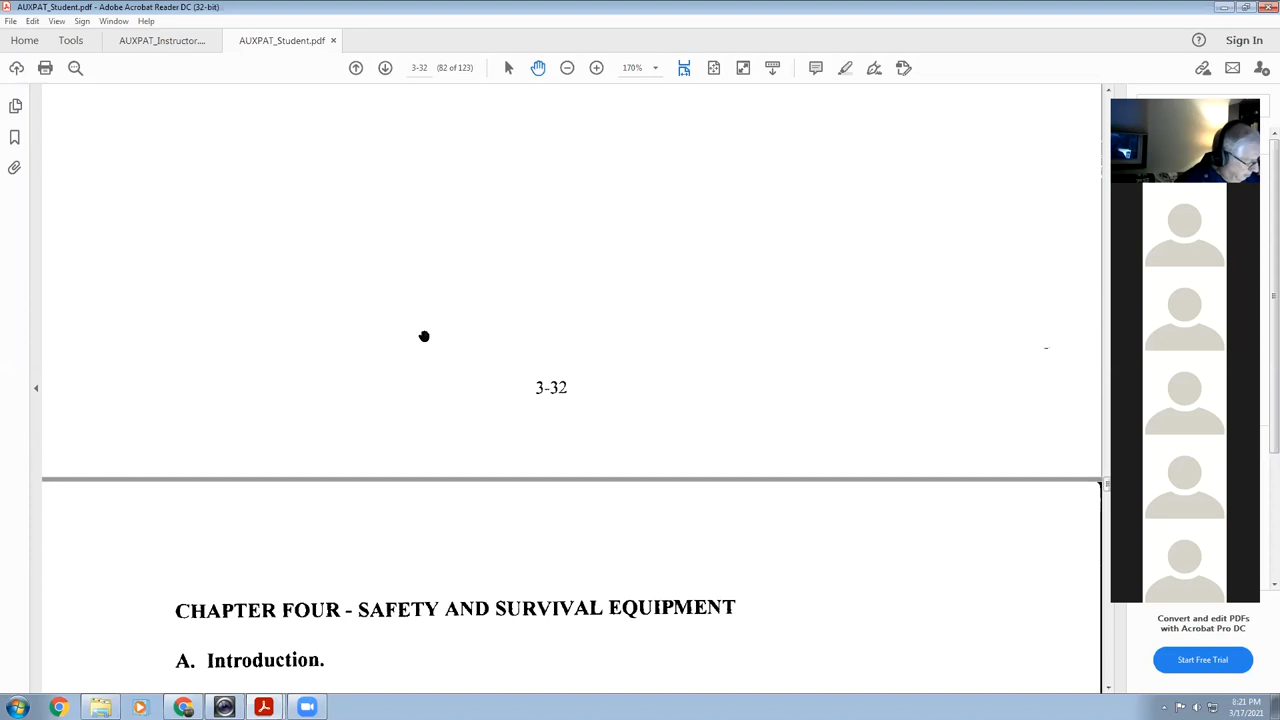 AUXPAT_Student.pdf - Adobe Acrobat Reader DC (32-bit)
File Edit View Sign Window Help
Home Tools AUXPAT_Instructor.... AUXPAT_Student.pdf × Sign In
3-32 (82 of 123) 170%
3-32
CHAPTER FOUR - SAFETY AND SURVIVAL EQUIPMENT
A. Introduction.
Convert and edit PDFs
with Acrobat Pro DC
Start Free Trial
8:21 PM
3/17/2021